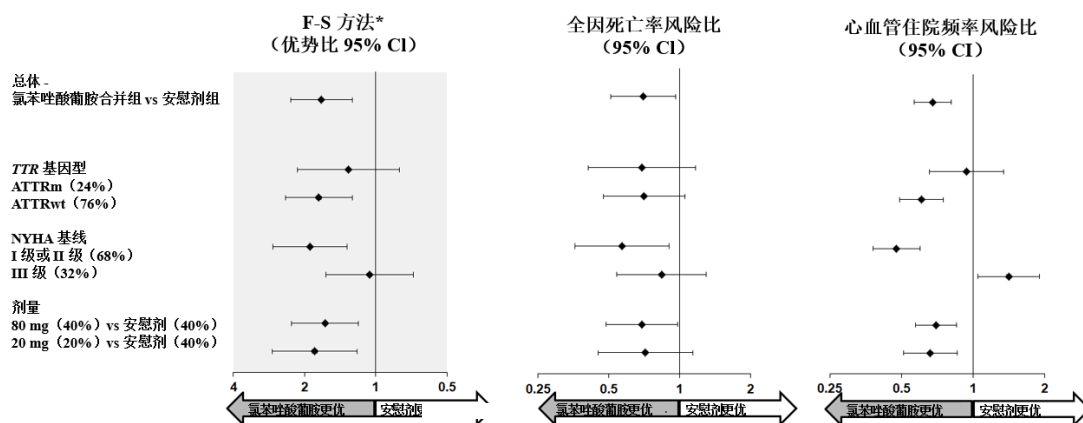 F-S 方法*
（优势比 95% Cl）
全因死亡率风险比
（95% Cl）
心血管住院频率风险比
（95% CI）
总体 -
氯苯唑酸葡胺合并组 vs 安慰剂组
TTR 基因型
ATTRm（24%）
ATTRwt（76%）
NYHA 基线
I 级或 II 级（68%）
III 级（32%）
剂量
80 mg（40%）vs 安慰剂（40%）
20 mg（20%）vs 安慰剂（40%）
4 2 1 0.5
0.25 0.5 1 2
0.25 0.5 1 2
氯苯唑酸葡胺更优 安慰剂
氯苯唑酸葡胺更优 安慰剂更优
氯苯唑酸葡胺更优 安慰剂更优